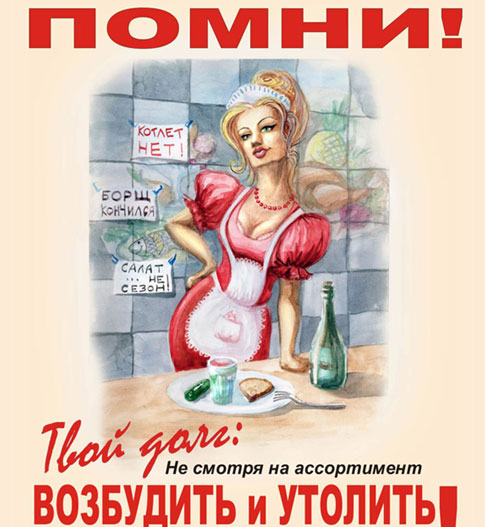 ПОМНИ!
КОТЛЕТ
НЕТ!
БОРЩ
КОНЧИЛСЯ
САЛАТ
... НЕ
СЕЗОН!
Твой долг:
Не смотря на ассортимент
ВОЗБУДИТЬ и УТОЛИТЬ!